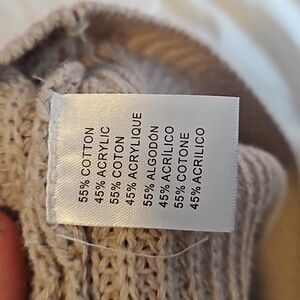 55% COTTON
45% ACRYLIC
55% COTON
45% ACRYLIQUE
55% ALGODÓN
45% ACRÍLICO
55% COTONE
45% ACRILICO